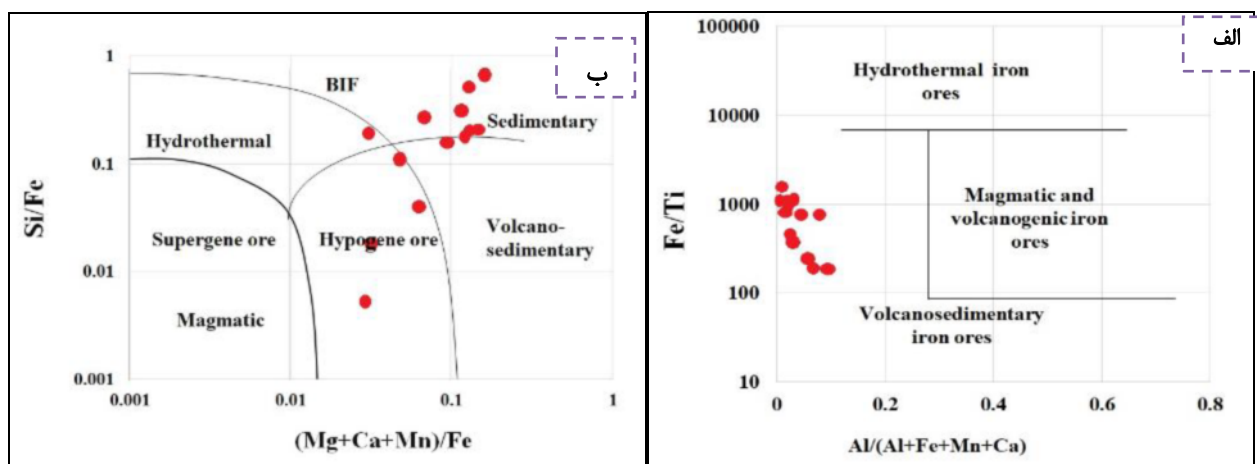 ب
1
0.1
0.01
0.001
0.001
0.01
0.1
1
Si/Fe
(Mg+Ca+Mn)/Fe
BIF
Sedimentary
Hydrothermal
Supergene ore
Hypogene ore
Volcano-
sedimentary
Magmatic
الف
100000
10000
1000
100
10
0
0.2
0.4
0.6
0.8
Fe/Ti
Al/(Al+Fe+Mn+Ca)
Hydrothermal iron
ores
Magmatic and
volcanogenic iron
ores
Volcanosedimentary
iron ores